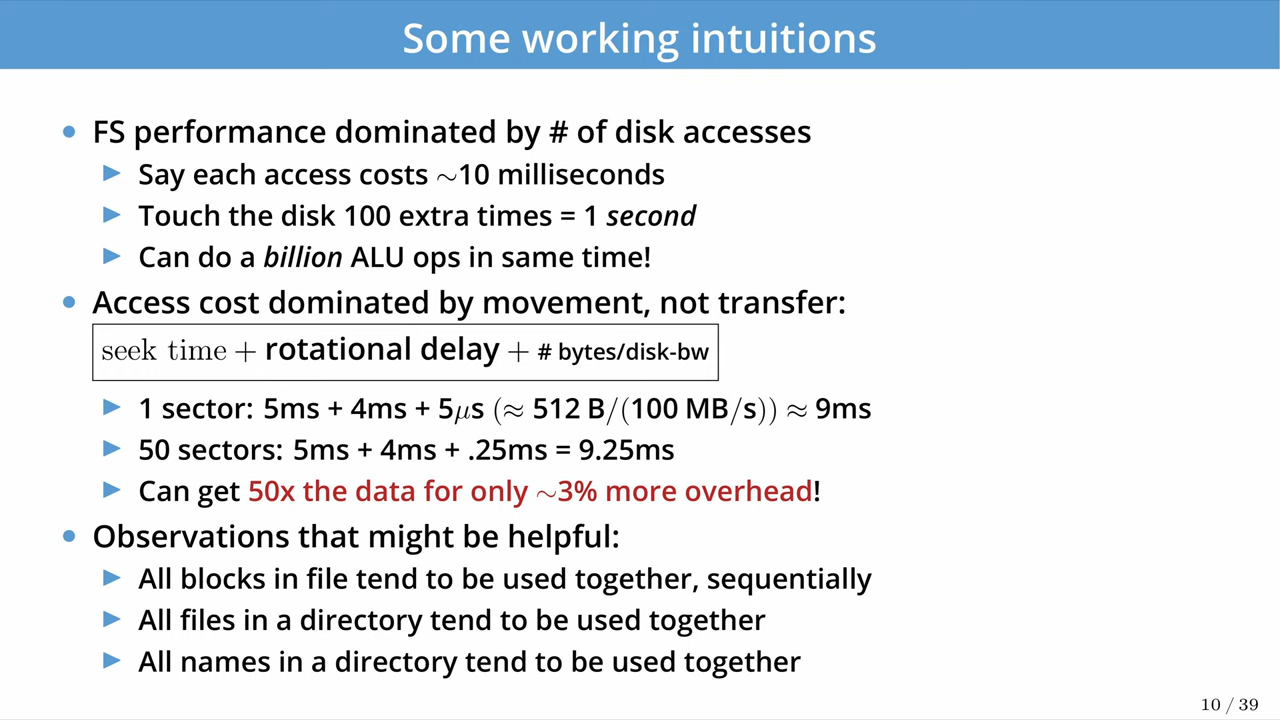 Some working intuitions
• FS performance dominated by # of disk accesses
▶ Say each access costs ∼10 milliseconds
▶ Touch the disk 100 extra times = 1 second
▶ Can do a billion ALU ops in same time!
• Access cost dominated by movement, not transfer:
seek time + rotational delay + # bytes/disk-bw
▶ 1 sector: 5ms + 4ms + 5μs (≈ 512 B/(100 MB/s)) ≈ 9ms
▶ 50 sectors: 5ms + 4ms + .25ms = 9.25ms
▶ Can get 50x the data for only ∼3% more overhead!
• Observations that might be helpful:
▶ All blocks in file tend to be used together, sequentially
▶ All files in a directory tend to be used together
▶ All names in a directory tend to be used together
10 / 39